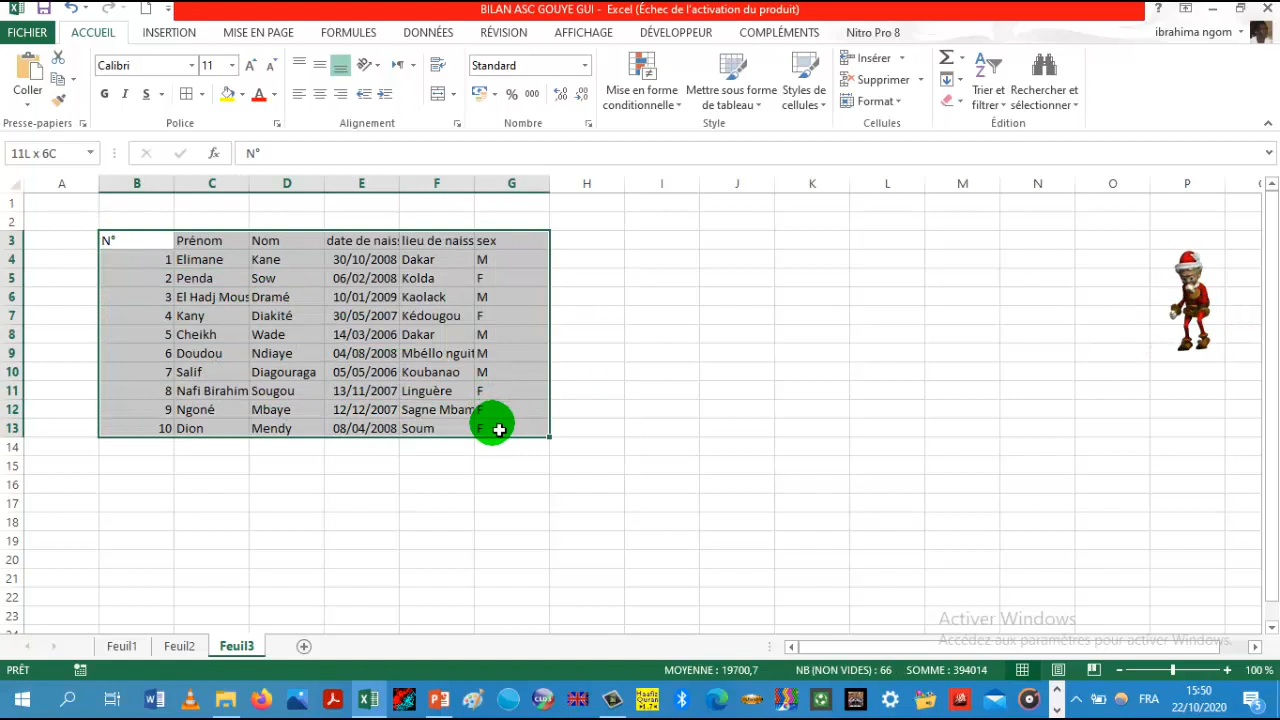 BILAN ASC GOUYE GUI - Excel (Échec de l'activation du produit)
FICHIER ACCUEIL INSERTION MISE EN PAGE FORMULES DONNÉES RÉVISION AFFICHAGE DÉVELOPPEUR COMPLÉMENTS Nitro Pro 8 ibrahima ngom
Coller
Presse-papiers
Calibri 11
G I S
Police
Alignement
Standard
% 000
Nombre
Mise en forme conditionnelle
Mettre sous forme de tableau
Styles de cellules
Style
Insérer
Supprimer
Format
Cellules
Trier et filtrer
Rechercher et sélectionner
Édition
11L x 6C fx N°
A B C D E F G H I J K L M N O P
1
2
3 N° Prénom Nom date de naiss lieu de naiss sex
4 1 Elimane Kane 30/10/2008 Dakar M
5 2 Penda Sow 06/02/2008 Kolda F
6 3 El Hadj Mous Dramé 10/01/2009 Kaolack M
7 4 Kany Diakité 30/05/2007 Kédougou F
8 5 Cheikh Wade 14/03/2006 Dakar M
9 6 Doudou Ndiaye 04/08/2008 Mbéllo nguit M
10 7 Salif Diagouraga 05/05/2006 Koubanao M
11 8 Nafi Birahim Sougou 13/11/2007 Linguère F
12 9 Ngoné Mbaye 12/12/2007 Sagne Mbam F
13 10 Dion Mendy 08/04/2008 Soum F
14
15
16
17
18
19
20
21
22
23
Activer Windows
Accédez aux paramètres pour activer Windows.
Feuil1 Feuil2 Feuil3
PRÊT MOYENNE : 19700,7 NB (NON VIDES) : 66 SOMME : 394014 100 %
FRA 15:50
22/10/2020